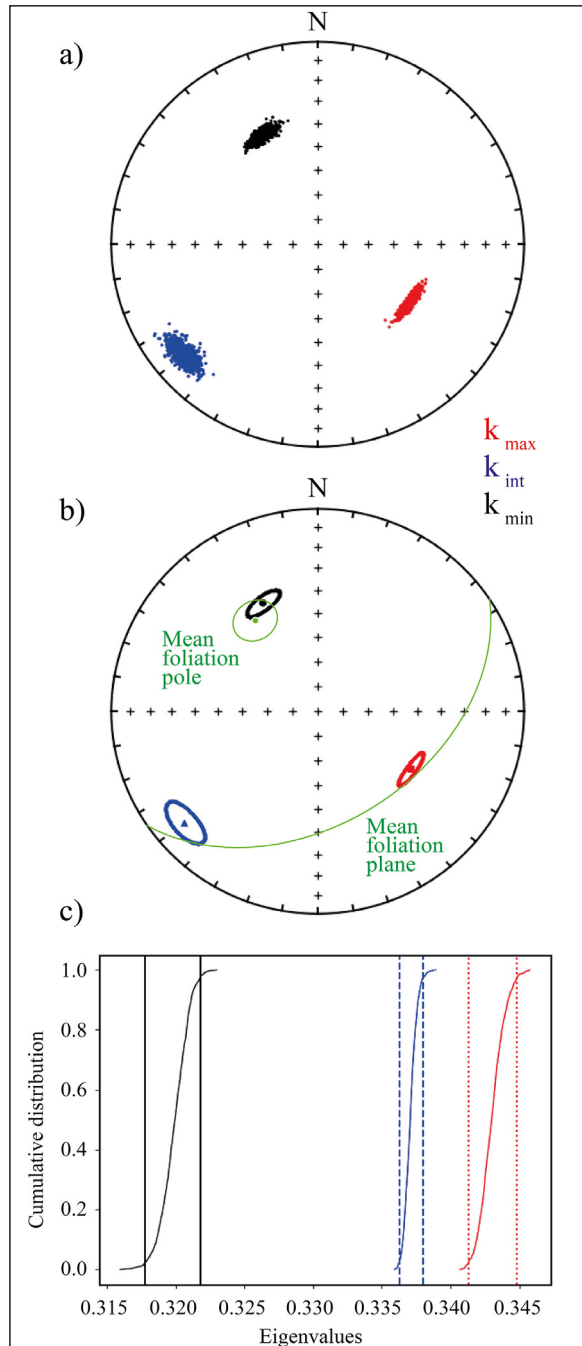 a)
N
k max
k int
k min
b)
N
Mean
foliation
pole
Mean
foliation
plane
c)
Cumulative distribution
1.0
0.8
0.6
0.4
0.2
0.0
0.315 0.320 0.325 0.330 0.335 0.340 0.345
Eigenvalues